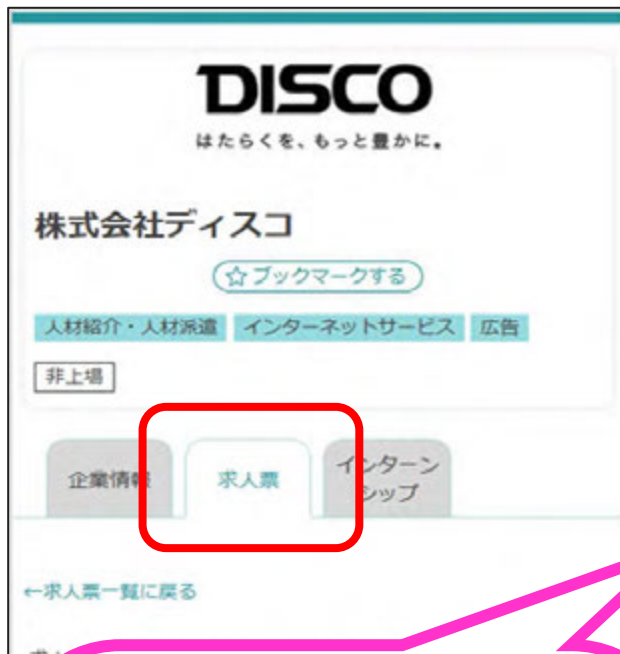 DISCO
はたらくを、もっと豊かに。
株式会社ディスコ
☆ ブックマークする
人材紹介・人材派遣 インターネットサービス 広告
非上場
企業情報 求人票 インターン
シップ
←求人票一覧に戻る